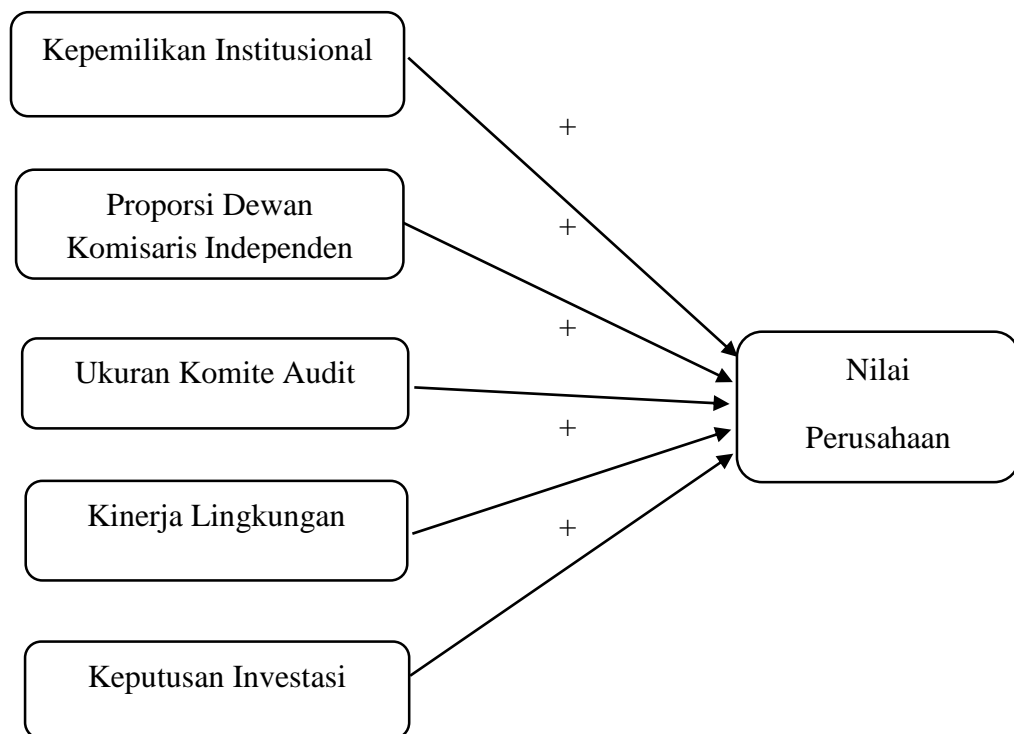 Kepemilikan Institusional
+
Proporsi Dewan
Komisaris Independen
+
+
Ukuran Komite Audit
Nilai
Perusahaan
+
Kinerja Lingkungan
+
Keputusan Investasi